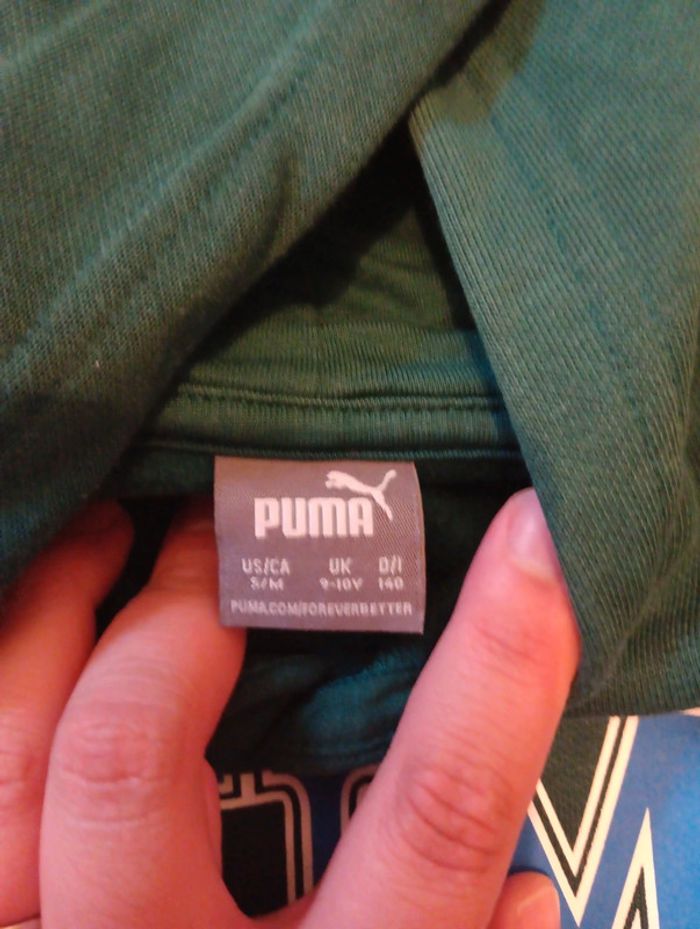 PUMA
US/CA UK D/I
S/M 9-10Y 140
PUMA.COM/FOREVERBETTER